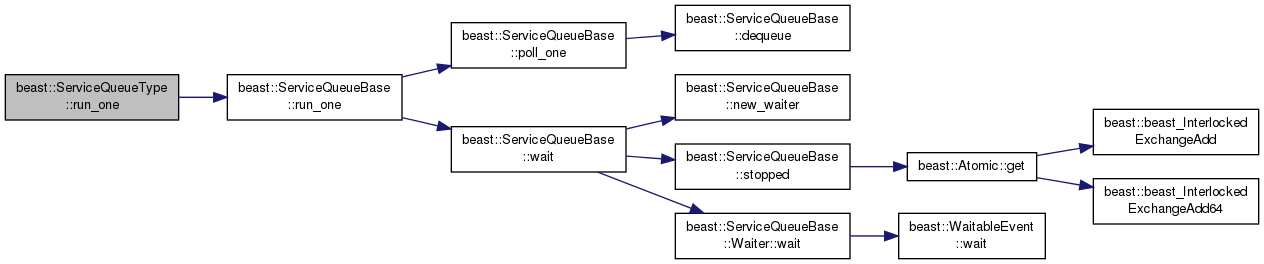 beast::ServiceQueueType
::run_one
beast::ServiceQueueBase
::run_one
beast::ServiceQueueBase
::poll_one
beast::ServiceQueueBase
::dequeue
beast::ServiceQueueBase
::wait
beast::ServiceQueueBase
::new_waiter
beast::ServiceQueueBase
::stopped
beast::Atomic::get
beast::beast_Interlocked
ExchangeAdd
beast::beast_Interlocked
ExchangeAdd64
beast::ServiceQueueBase
::Waiter::wait
beast::WaitableEvent
::wait